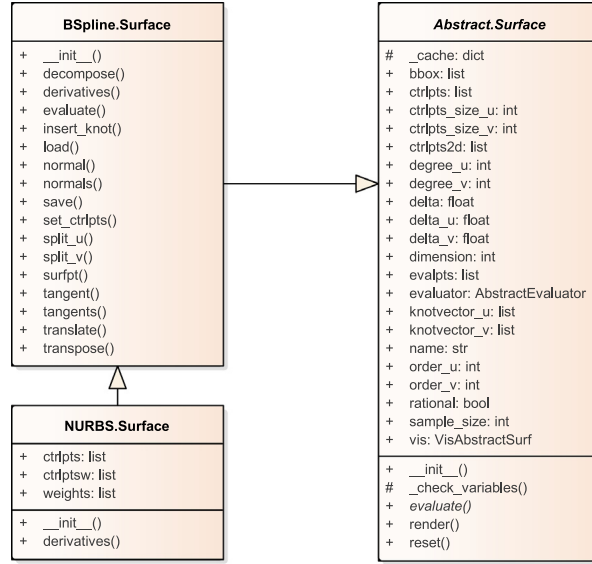 BSpline.Surface
+ __init__()
+ decompose()
+ derivatives()
+ evaluate()
+ insert_knot()
+ load()
+ normal()
+ normals()
+ save()
+ set_ctrlpts()
+ split_u()
+ split_v()
+ surfpt()
+ tangent()
+ tangents()
+ translate()
+ transpose()
NURBS.Surface
+ ctrlpts: list
+ ctrlptsw: list
+ weights: list
+ __init__()
+ derivatives()
Abstract.Surface
# _cache: dict
+ bbox: list
+ ctrlpts: list
+ ctrlpts_size_u: int
+ ctrlpts_size_v: int
+ ctrlpts2d: list
+ degree_u: int
+ degree_v: int
+ delta: float
+ delta_u: float
+ delta_v: float
+ dimension: int
+ evalpts: list
+ evaluator: AbstractEvaluator
+ knotvector_u: list
+ knotvector_v: list
+ name: str
+ order_u: int
+ order_v: int
+ rational: bool
+ sample_size: int
+ vis: VisAbstractSurf
+ __init__()
# _check_variables()
+ evaluate()
+ render()
+ reset()